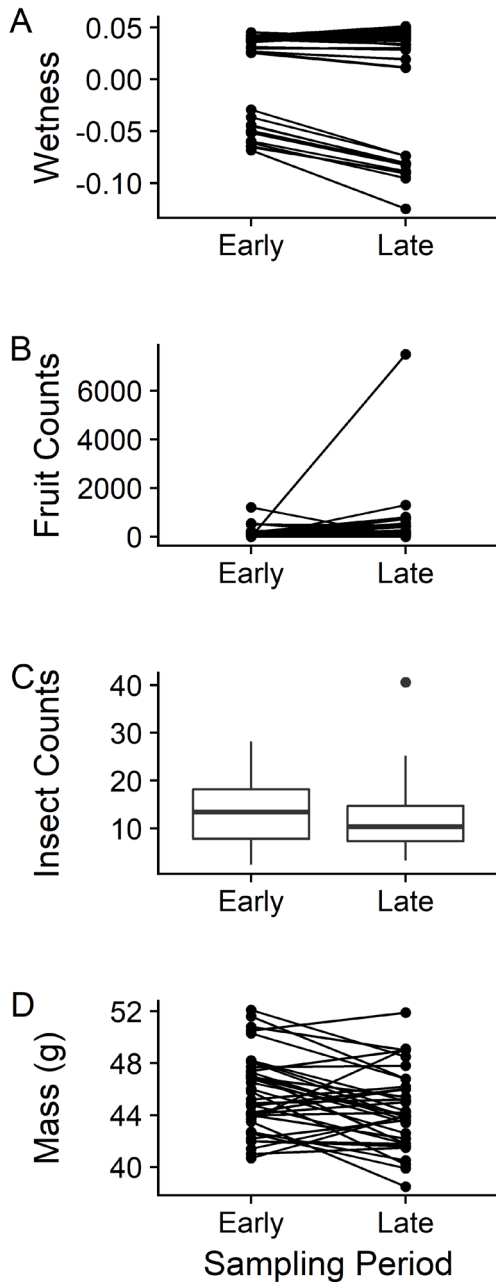 A
Wetness
0.05
0.00
-0.05
-0.10
Early Late
B
Fruit Counts
6000
4000
2000
0
Early Late
C
Insect Counts
40
30
20
10
Early Late
D
Mass (g)
52
48
44
40
Early Late
Sampling Period